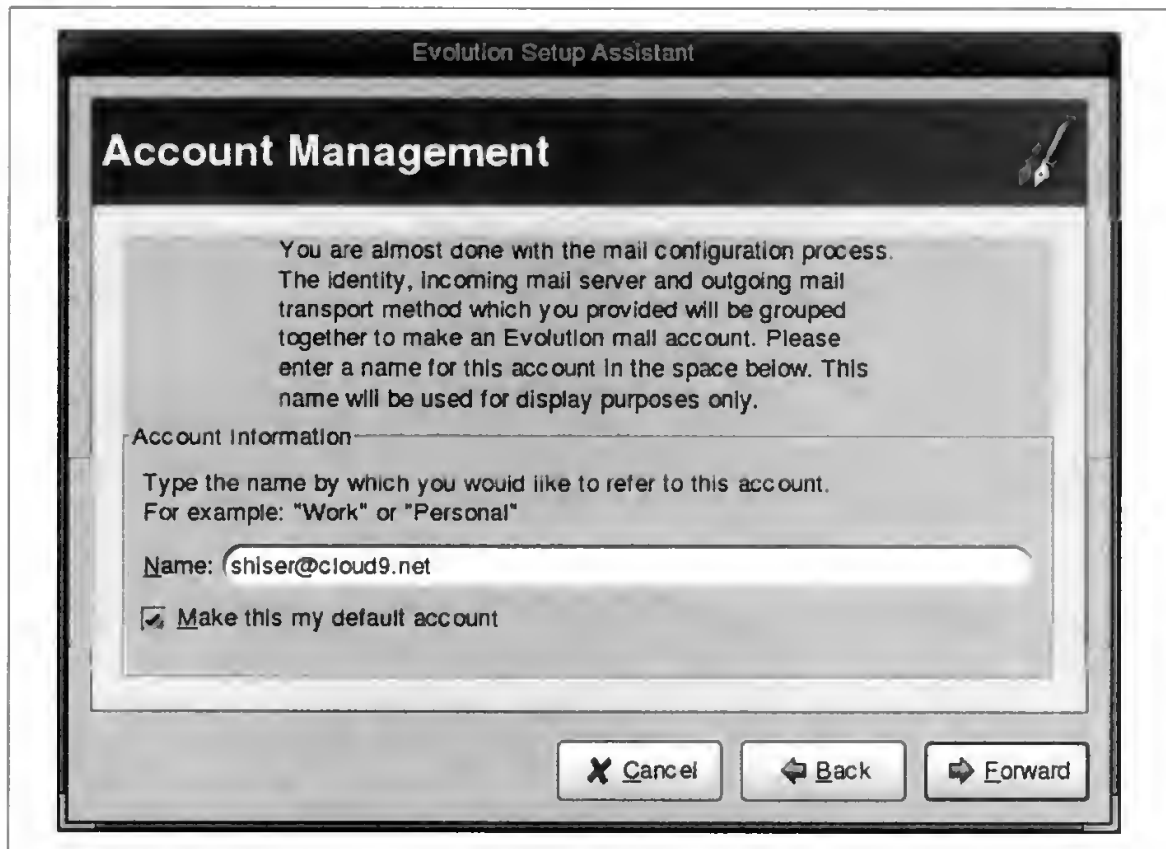 Evolution Setup Assistant
Account Management
You are almost done with the mail configuration process.
The identity, incoming mail server and outgoing mail
transport method which you provided will be grouped
together to make an Evolution mail account. Please
enter a name for this account in the space below. This
name will be used for display purposes only.
Account Information
Type the name by which you would like to refer to this account.
For example: "Work" or "Personal"
Name: shiser@cloud9.net
Make this my default account
Cancel Back Forward